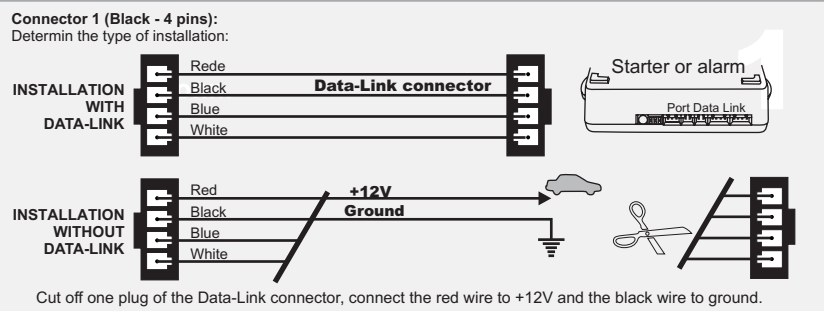 Connector 1 (Black - 4 pins):
Determin the type of installation:
1
INSTALLATION
WITH
DATA-LINK
Rede
Black
Blue
White
Data-Link connector
Starter or alarm
Port Data Link
INSTALLATION
WITHOUT
DATA-LINK
Red
Black
Blue
White
+12V
Ground
Cut off one plug of the Data-Link connector, connect the red wire to +12V and the black wire to ground.